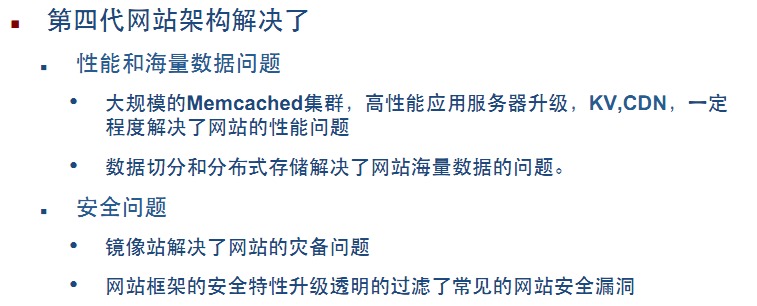 第四代网站架构解决了
性能和海量数据问题
大规模的Memcached集群，高性能应用服务器升级，KV,CDN，一定
程度解决了网站的性能问题
数据切分和分布式存储解决了网站海量数据的问题。
安全问题
镜像站解决了网站的灾备问题
网站框架的安全特性升级透明的过滤了常见的网站安全漏洞